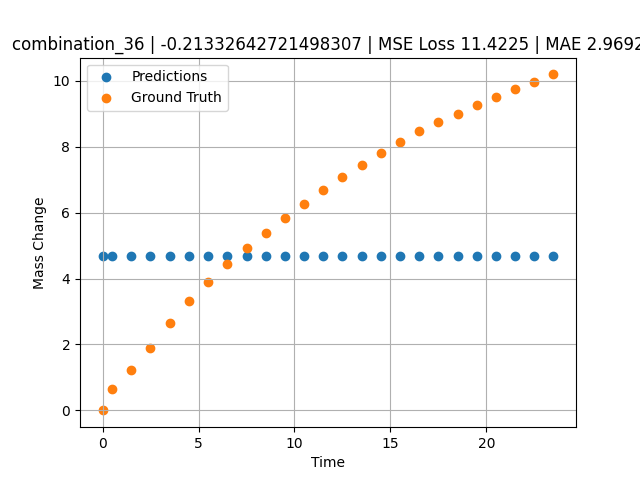 combination_36 | -0.21332642721498307 | MSE Loss 11.4225 | MAE 2.9692
Predictions
Ground Truth
Mass Change
10
8
6
4
2
0
0 5 10 15 20
Time